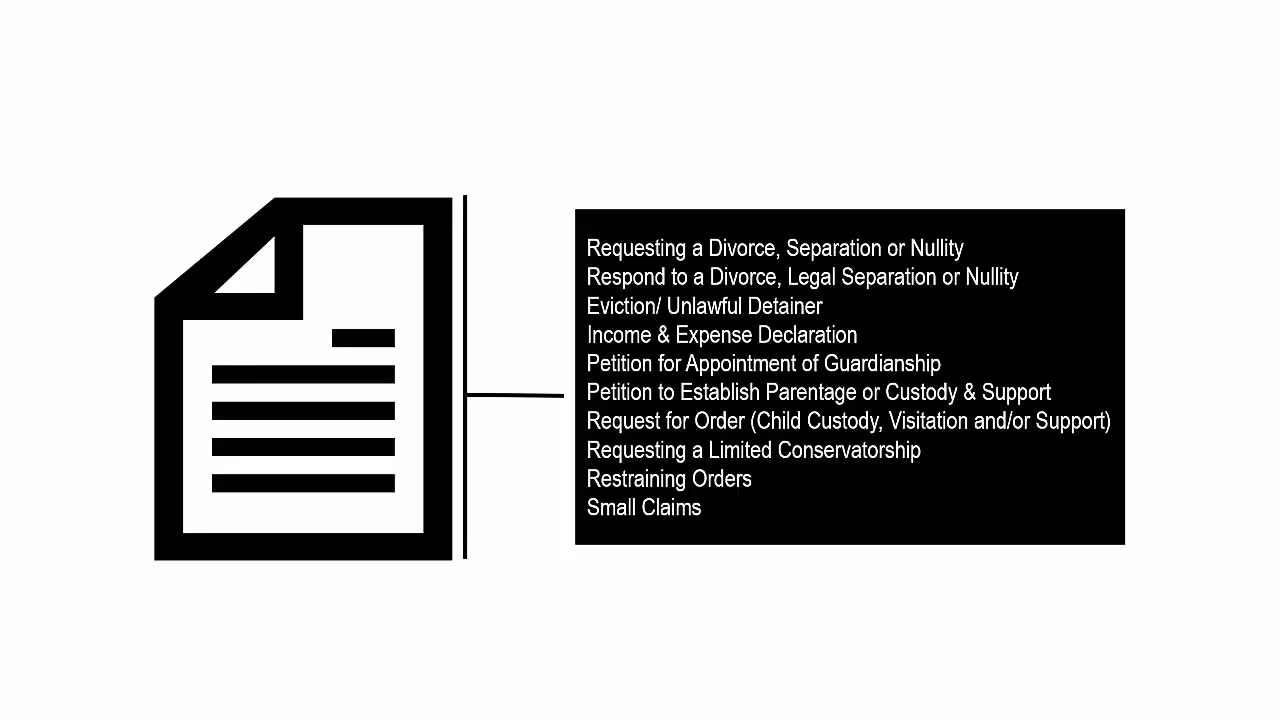 Requesting a Divorce, Separation or Nullity
Respond to a Divorce, Legal Separation or Nullity
Eviction/ Unlawful Detainer
Income & Expense Declaration
Petition for Appointment of Guardianship
Petition to Establish Parentage or Custody & Support
Request for Order (Child Custody, Visitation and/or Support)
Requesting a Limited Conservatorship
Restraining Orders
Small Claims